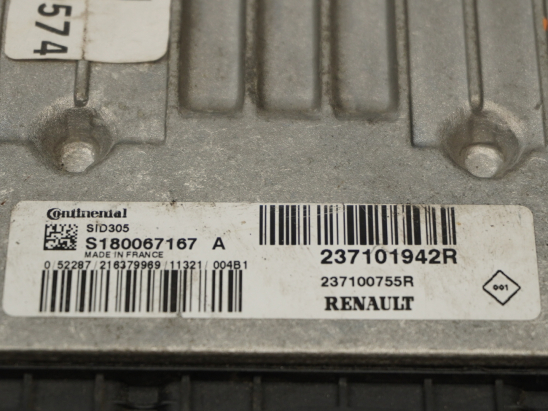 574
Continental
SID305
S180067167 A
MADE IN FRANCE
0/52287/216379969/11321/004B1
237101942R
237100755R
RENAULT
001